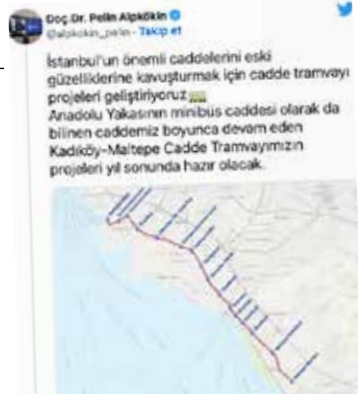 Doç. Dr. Pelin Alpkökin
@alpkokin_pelin · Takip et
İstanbul'un önemli caddelerini eski
güzelliklerine kavuşturmak için cadde tramvayı
projeleri geliştiriyoruz
Anadolu Yakasının minibüs caddesi olarak da
bilinen caddemiz boyunca devam eden
Kadıköy-Maltepe Cadde Tramvayımızın
projeleri yıl sonunda hazır olacak.